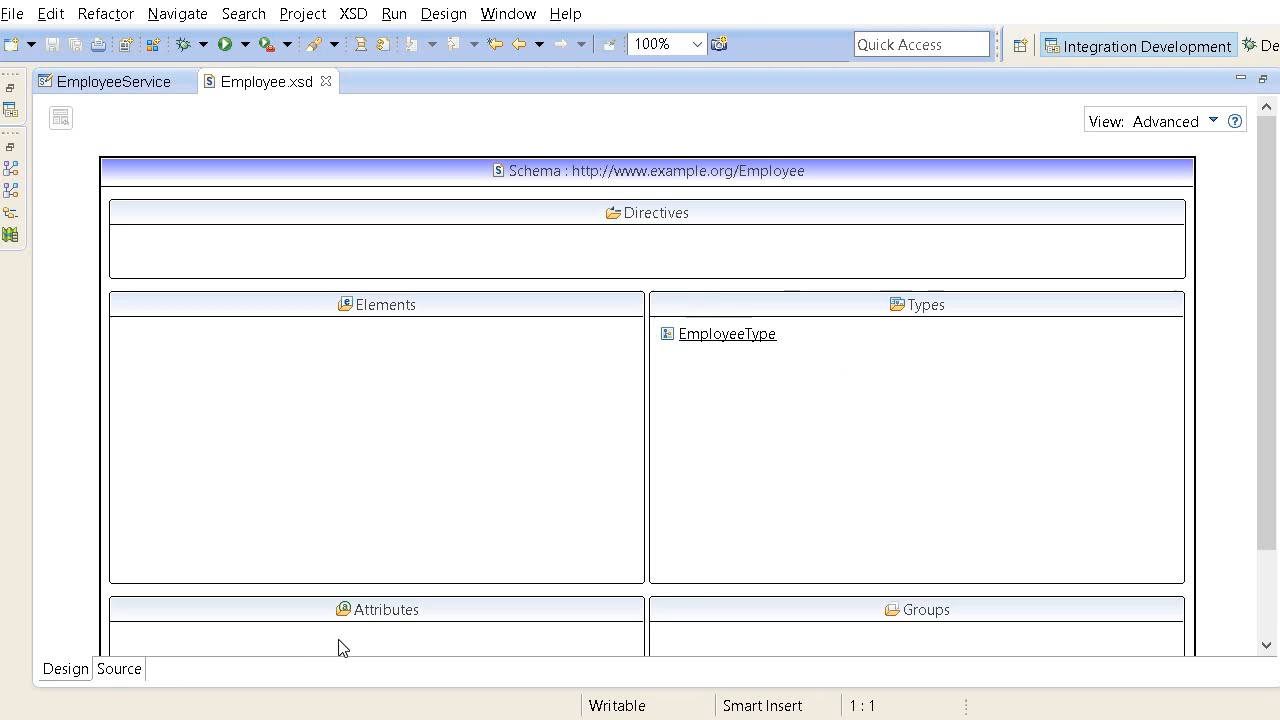 File Edit Refactor Navigate Search Project XSD Run Design Window Help
100% Quick Access Integration Development De
EmployeeService Employee.xsd
View: Advanced
Schema : http://www.example.org/Employee
Directives
Elements Types
EmployeeType
Attributes Groups
Design Source
Writable Smart Insert 1 : 1